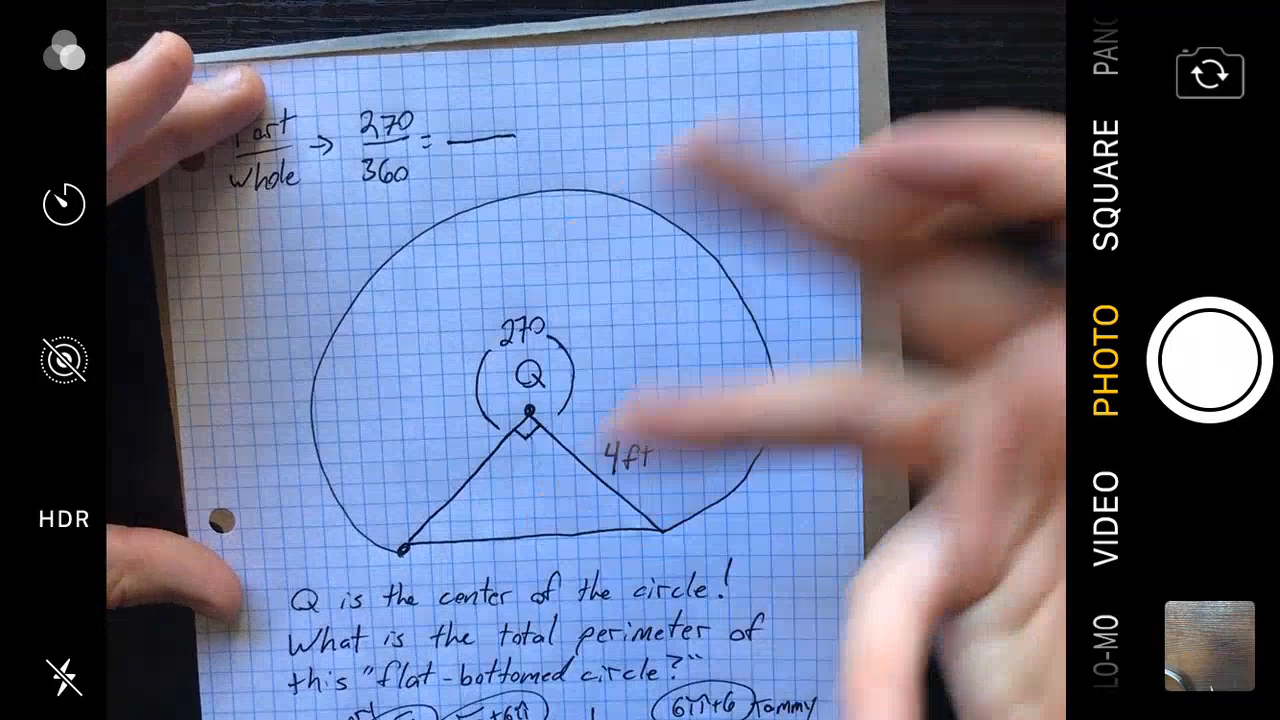 Part
whole → 270
360 =
270
Q
4ft
Q is the center of the circle!
What is the total perimeter of
this "flat-bottomed circle?"
+6π
6π+6 Tommy
HDR
LO-MO
VIDEO
PHOTO
SQUARE